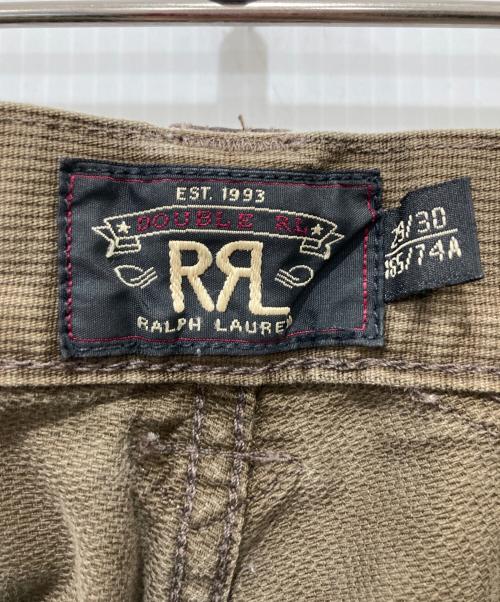 EST. 1993
DOUBLE RL
RRL
RALPH LAUREN
29/30
165/74A